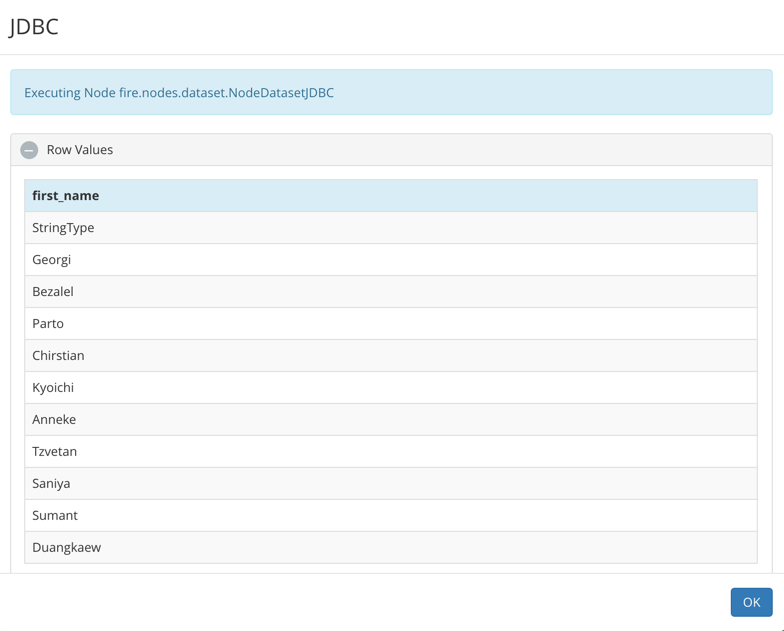 JDBC
Executing Node fire.nodes.dataset.NodeDatasetJDBC
Row Values
first_name
StringType
Georgi
Bezalel
Parto
Chirstian
Kyoichi
Anneke
Tzvetan
Saniya
Sumant
Duangkaew
OK